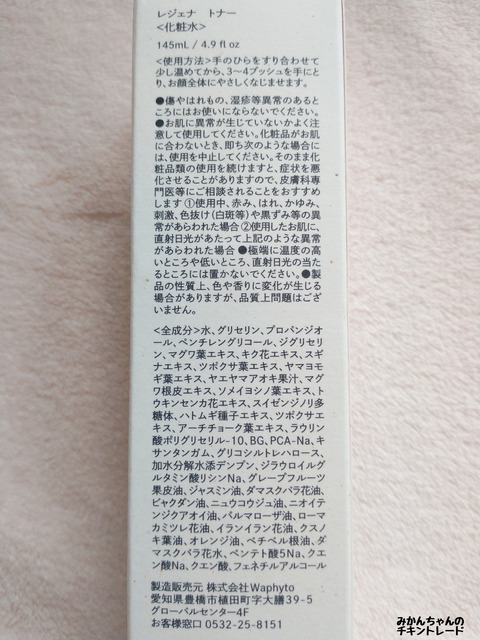 レジェナ　トナー
<化粧水>
145mL / 4.9 fl oz
<使用方法>手のひらをすり合わせて
少し温めてから、3〜4プッシュを手にと
り、お顔全体にやさしくなじませます。
●傷やはれもの、湿疹等異常のあると
ころにはお使いにならないでください。
●お肌に異常が生じていないかよく注
意して使用してください。化粧品がお肌
に合わないとき、即ち次のような場合に
は、使用を中止してください。そのまま化
粧品類の使用を続けますと、症状を悪
化させることがありますので、皮膚科専
門医等にご相談されることをおすすめ
します ①使用中、赤み、はれ、かゆみ、
刺激、色抜け(白斑等)や黒ずみ等の異
常があらわれた場合 ②使用したお肌に、
直射日光があたって上記のような異常
があらわれた場合 ●極端に温度の高
いところや低いところ、直射日光の当た
るところには置かないでください。●製
品の性質上、色や香りに変化が生じる
場合がありますが、品質上問題はござ
いません。
<全成分>水、グリセリン、プロパンジオ
ール、ペンチレングリコール、ジグリセリ
ン、マグワ葉エキス、キク花エキス、スギ
ナエキス、ツボクサ葉エキス、ヤマヨモ
ギ葉エキス、ヤエヤマアオキ果汁、マグ
ワ根皮エキス、ソメイヨシノ葉エキス、ト
ウキンセンカ花エキス、スイゼンジノリ多
糖体、ハトムギ種子エキス、ツボクサエ
キス、アーチチョーク葉エキス、ラウリン
酸ポリグリセリル-10、BG、PCA-Na、キ
サンタンガム、グリコシルトレハロース、
加水分解水添デンプン、ジラウロイルグ
ルタミン酸リシンNa、グレープフルーツ
果皮油、ジャスミン油、ダマスクバラ花油、
ビャクダン油、ニュウコウジュ油、ニオイテ
ンジクアオイ油、パルマローザ油、ローマ
カミツレ花油、イランイラン花油、クスノ
キ葉油、オレンジ油、ベチベル根油、ダ
マスクバラ花水、ペンテト酸5Na、クエ
ン酸Na、クエン酸、フェネチルアルコール
製造販売元 株式会社Waphyto
愛知県豊橋市植田町字大膳39-5
グローバルセンター4F
お客様窓口 0532-25-8151
みかんちゃんの
チキントレード